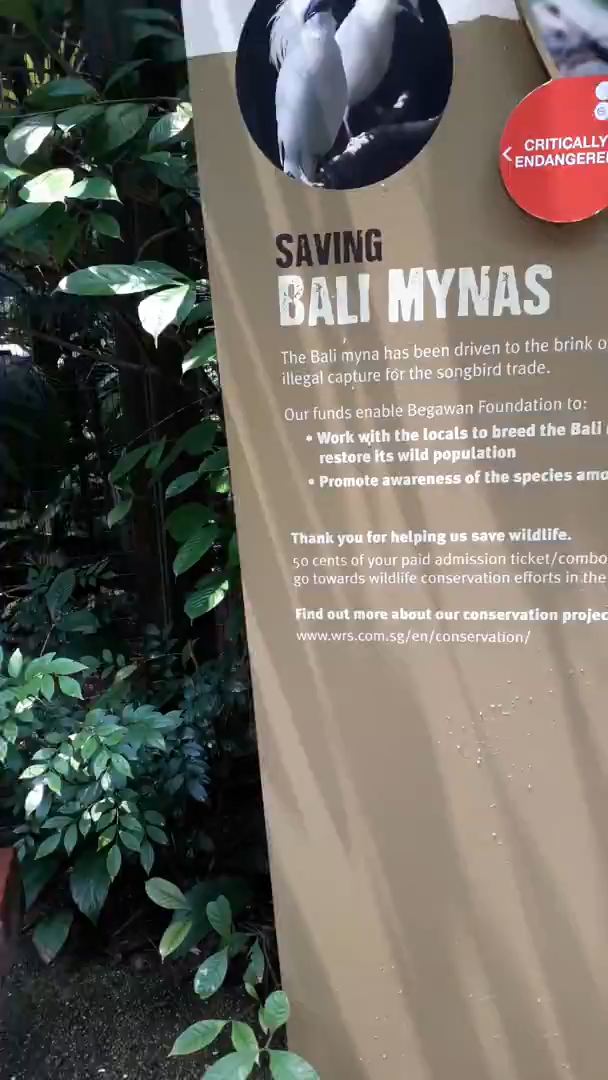 CRITICALLY
SAVING
BALI MYNAS
The Bali myna has been driven to the brink
illegal capture for the songbird trade.
Our funds enable Begawan Foundation to:
• Work with the locals to breed the Bali
restore its wild population
• Promote awareness of the species
Thank you for helping us save wildlife.
50 cents of your paid admission ticket/combo
go towards wildlife conservation efforts in the
Find out more about our conservation
www.wrs.com.sg/en/conservation/